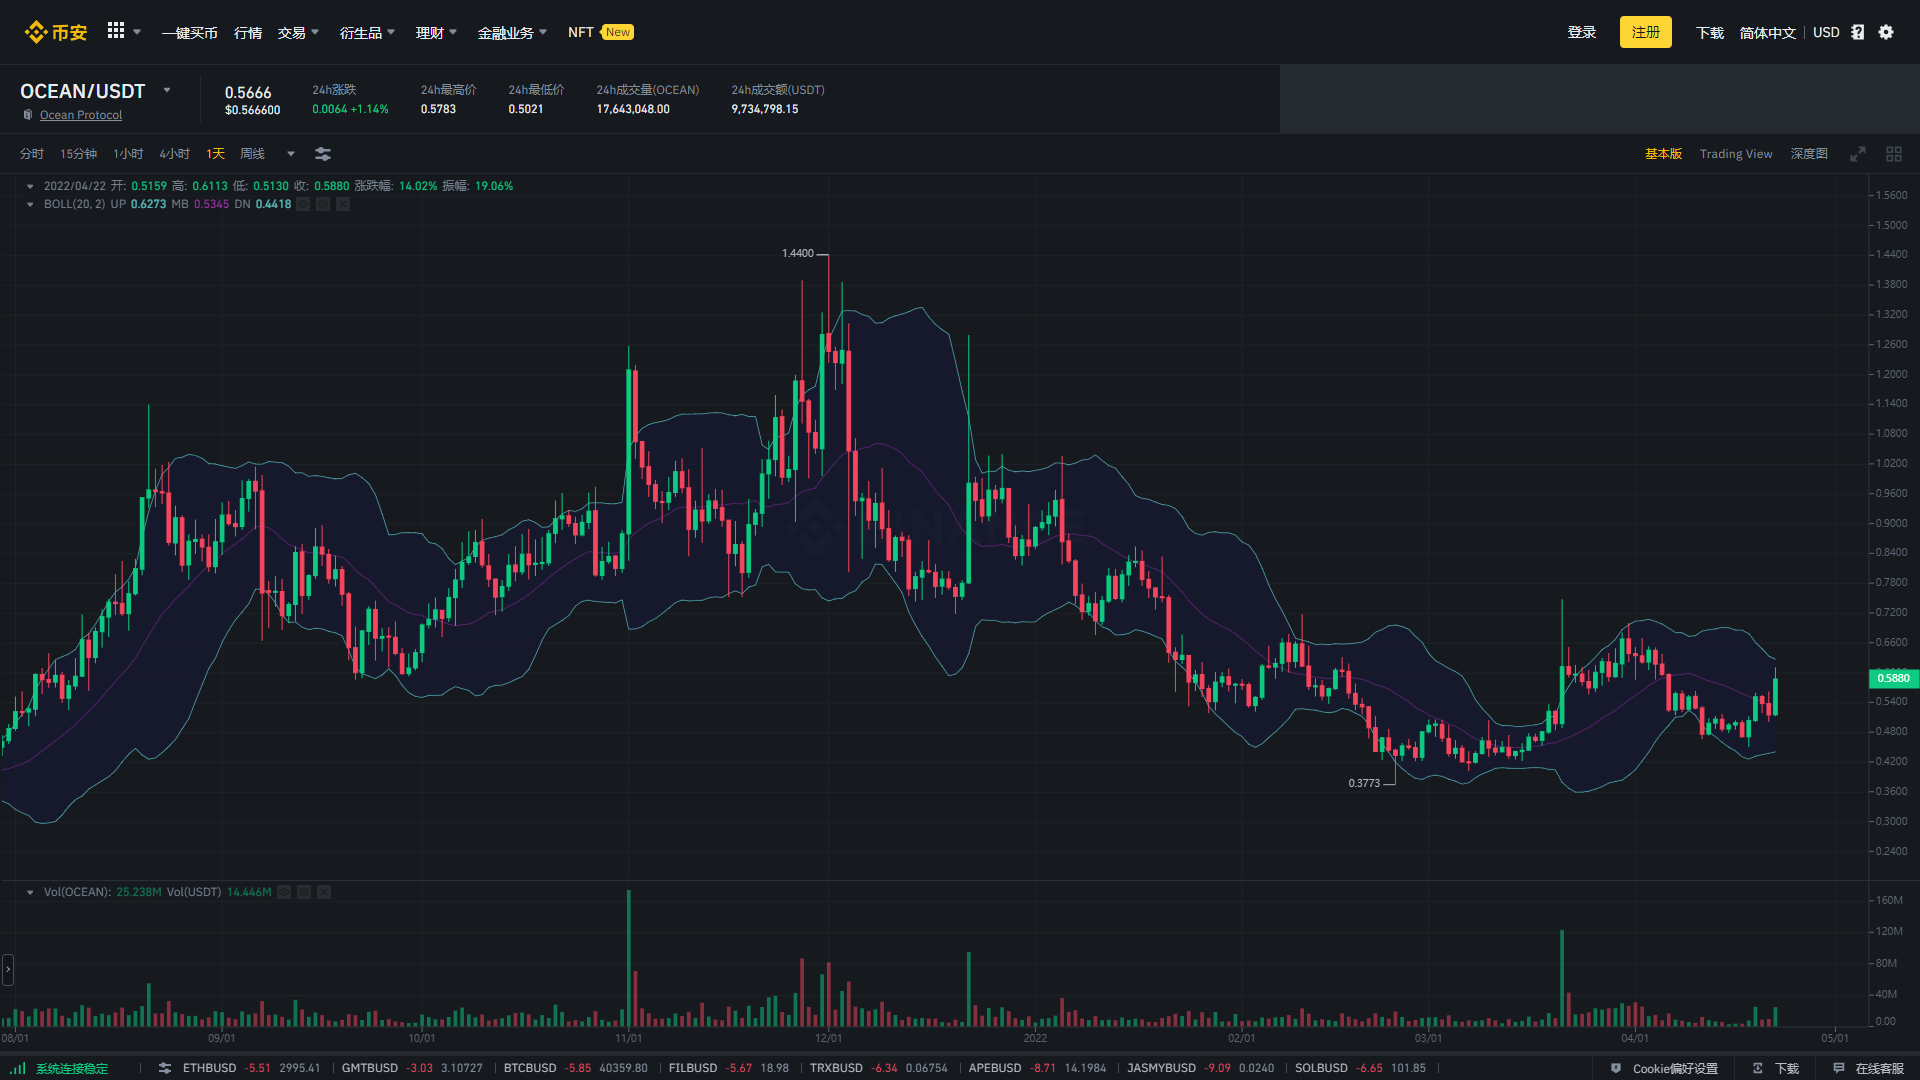 币安 一键买币 行情 交易 衍生品 理财 金融业务 NFT New 登录 注册 下载 简体中文 USD
OCEAN/USDT
Ocean Protocol
0.5666
$0.566600
24h涨跌
0.0064 +1.14%
24h最高价
0.5783
24h最低价
0.5021
24h成交量(OCEAN)
17,643,048.00
24h成交额(USDT)
9,734,798.15
分时 15分钟 1小时 4小时 1天 周线 基本版 Trading View 深度图
2022/04/22 开: 0.5159 高: 0.6113 低: 0.5130 收: 0.5880 涨跌幅: 14.02% 振幅: 19.06%
BOLL(20, 2) UP 0.6273 MB 0.5345 DN 0.4418
1.4400
0.3773
1.5600
1.5000
1.4400
1.3800
1.3200
1.2600
1.2000
1.1400
1.0800
1.0200
0.9600
0.9000
0.8400
0.7800
0.7200
0.6600
0.5880
0.5400
0.4800
0.4200
0.3600
0.3000
0.2400
Vol(OCEAN): 25.238M Vol(USDT) 14.446M
160M
120M
80M
40M
0.00
08/01 09/01 10/01 11/01 12/01 2022 02/01 03/01 04/01 05/01
系统连接稳定 ETHBUSD -5.51 2995.41 GMTBUSD -3.03 3.10727 BTCBUSD -5.85 40359.80 FILBUSD -5.67 18.98 TRXBUSD -6.34 0.06754 APEBUSD -8.71 14.1984 JASMYBUSD -9.09 0.0240 SOLBUSD -6.65 101.85 Cookie偏好设置 下载 在线客服